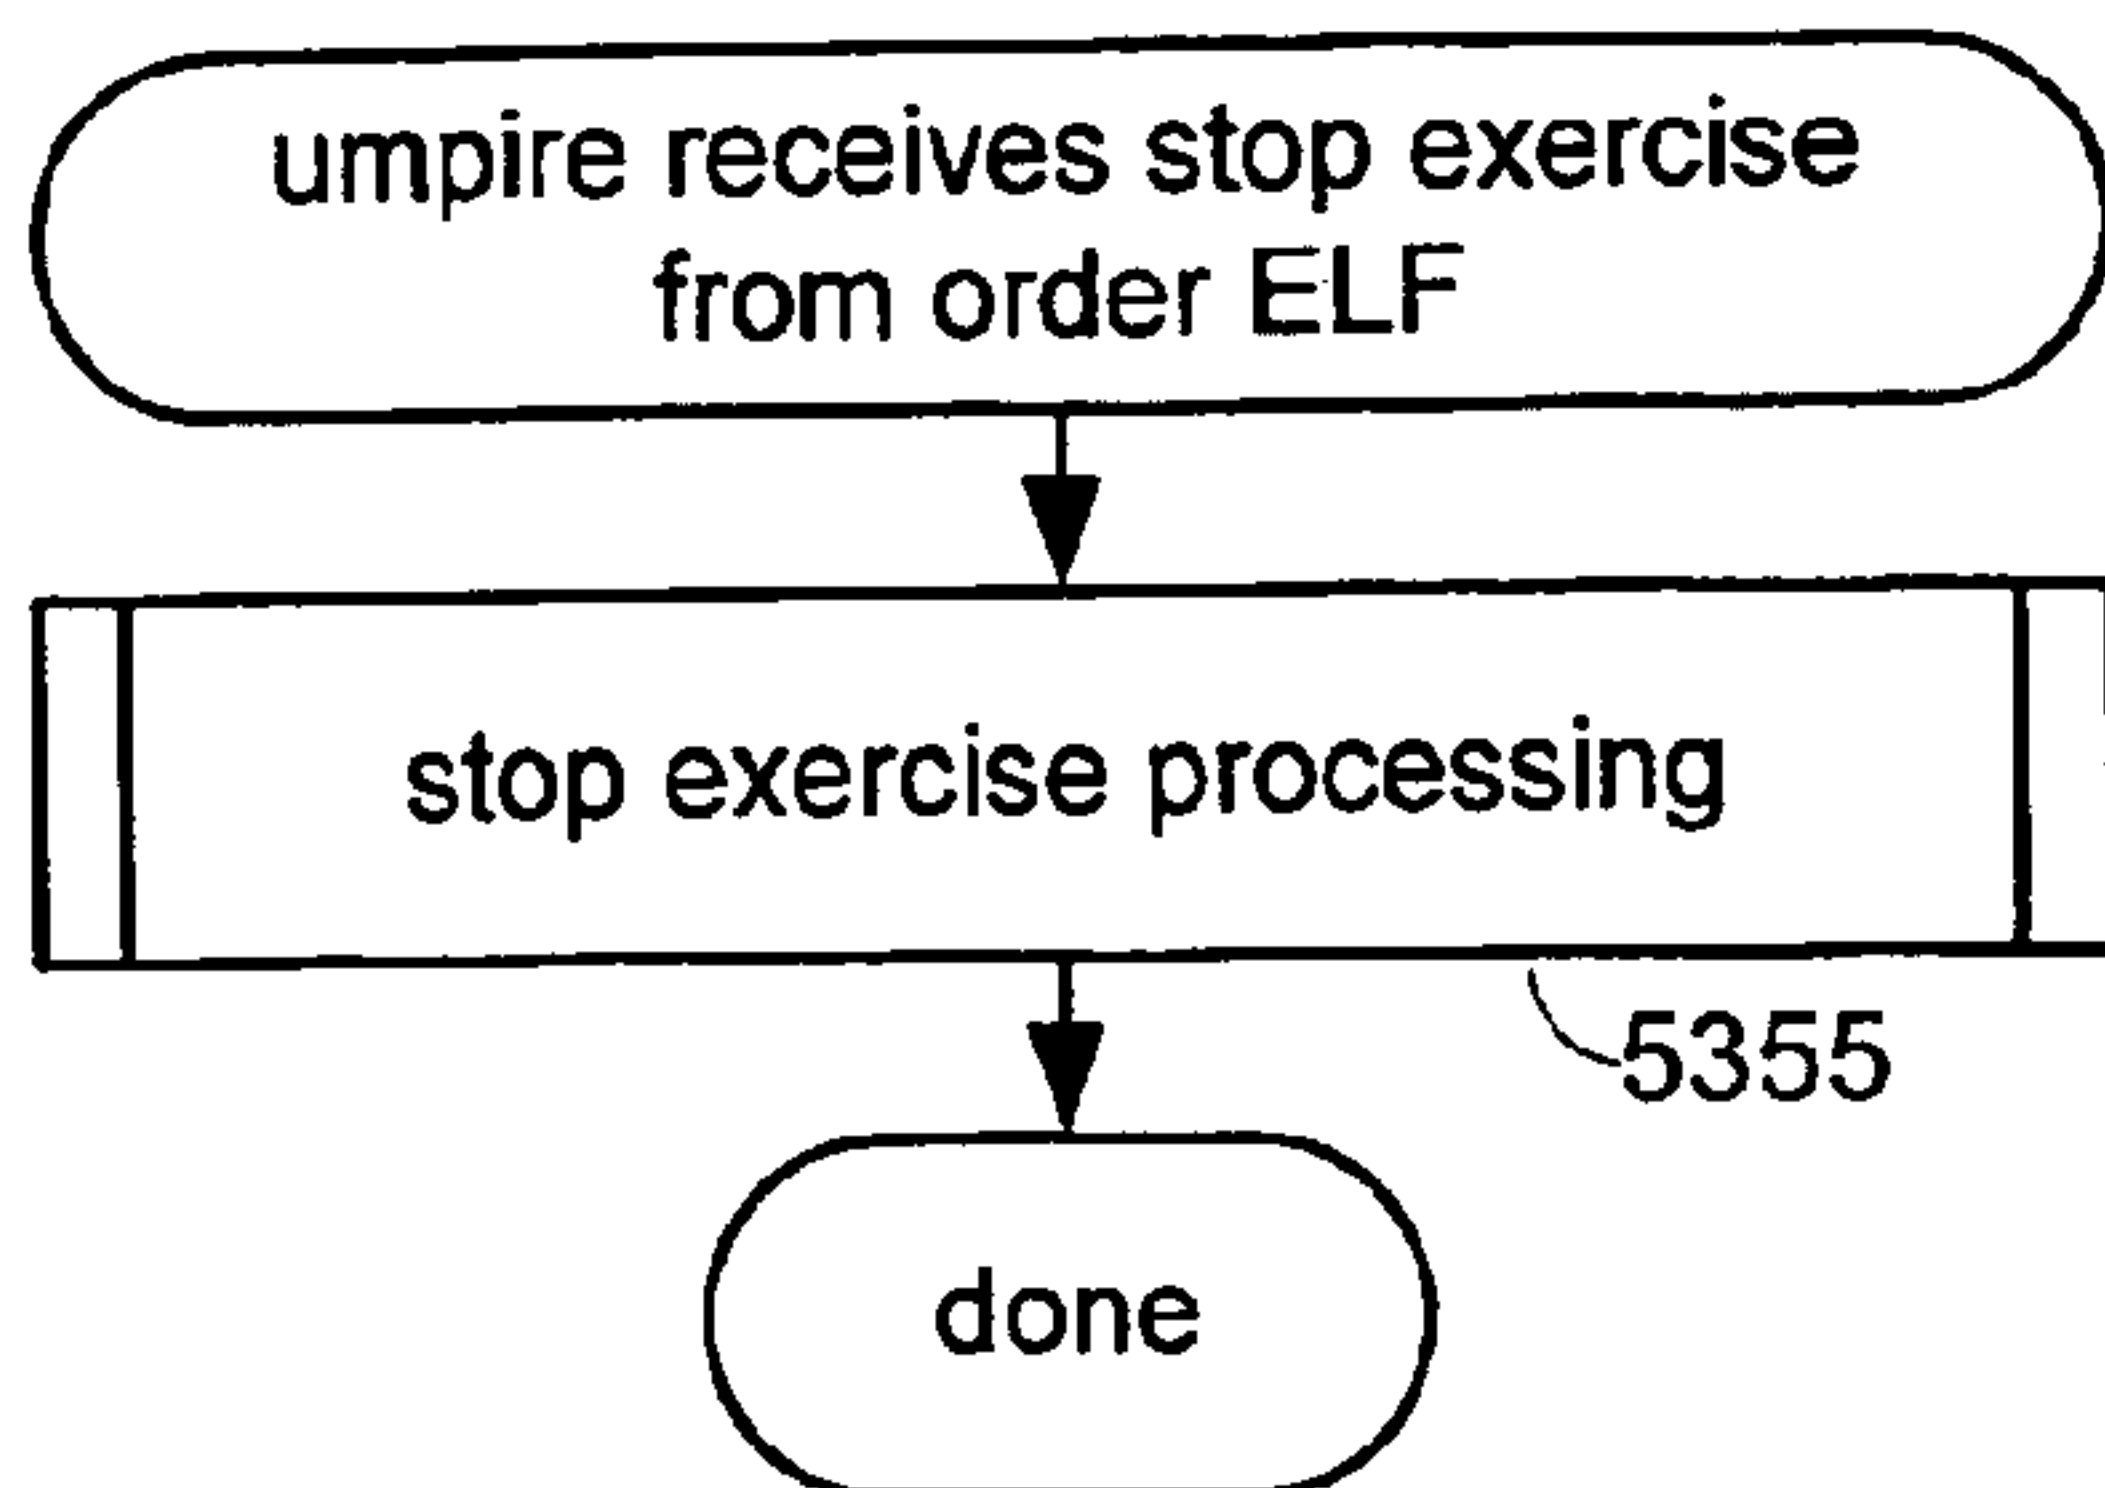 umpire receives stop exercise
from order ELF
stop exercise processing
5355
done